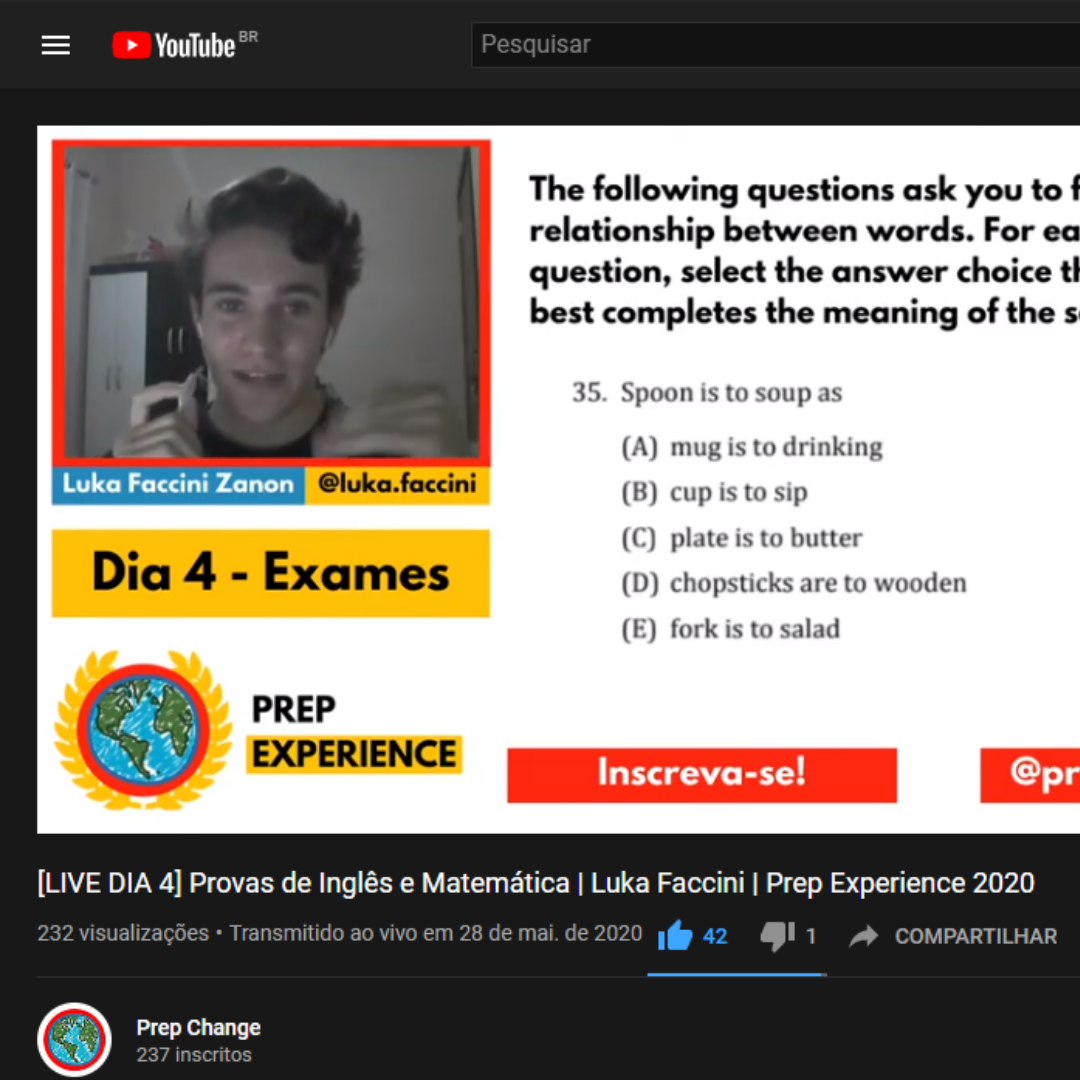 YouTube BR
Pesquisar
The following questions ask you to f
relationship between words. For ea
question, select the answer choice th
best completes the meaning of the s
35. Spoon is to soup as
(A) mug is to drinking
(B) cup is to sip
(C) plate is to butter
(D) chopsticks are to wooden
(E) fork is to salad
Luka Faccini Zanon @luka.faccini
Dia 4 - Exames
PREP
EXPERIENCE
Inscreva-se!
@pr
[LIVE DIA 4] Provas de Inglês e Matemática | Luka Faccini | Prep Experience 2020
232 visualizações • Transmitido ao vivo em 28 de mai. de 2020 42 1 COMPARTILHAR
Prep Change
237 inscritos